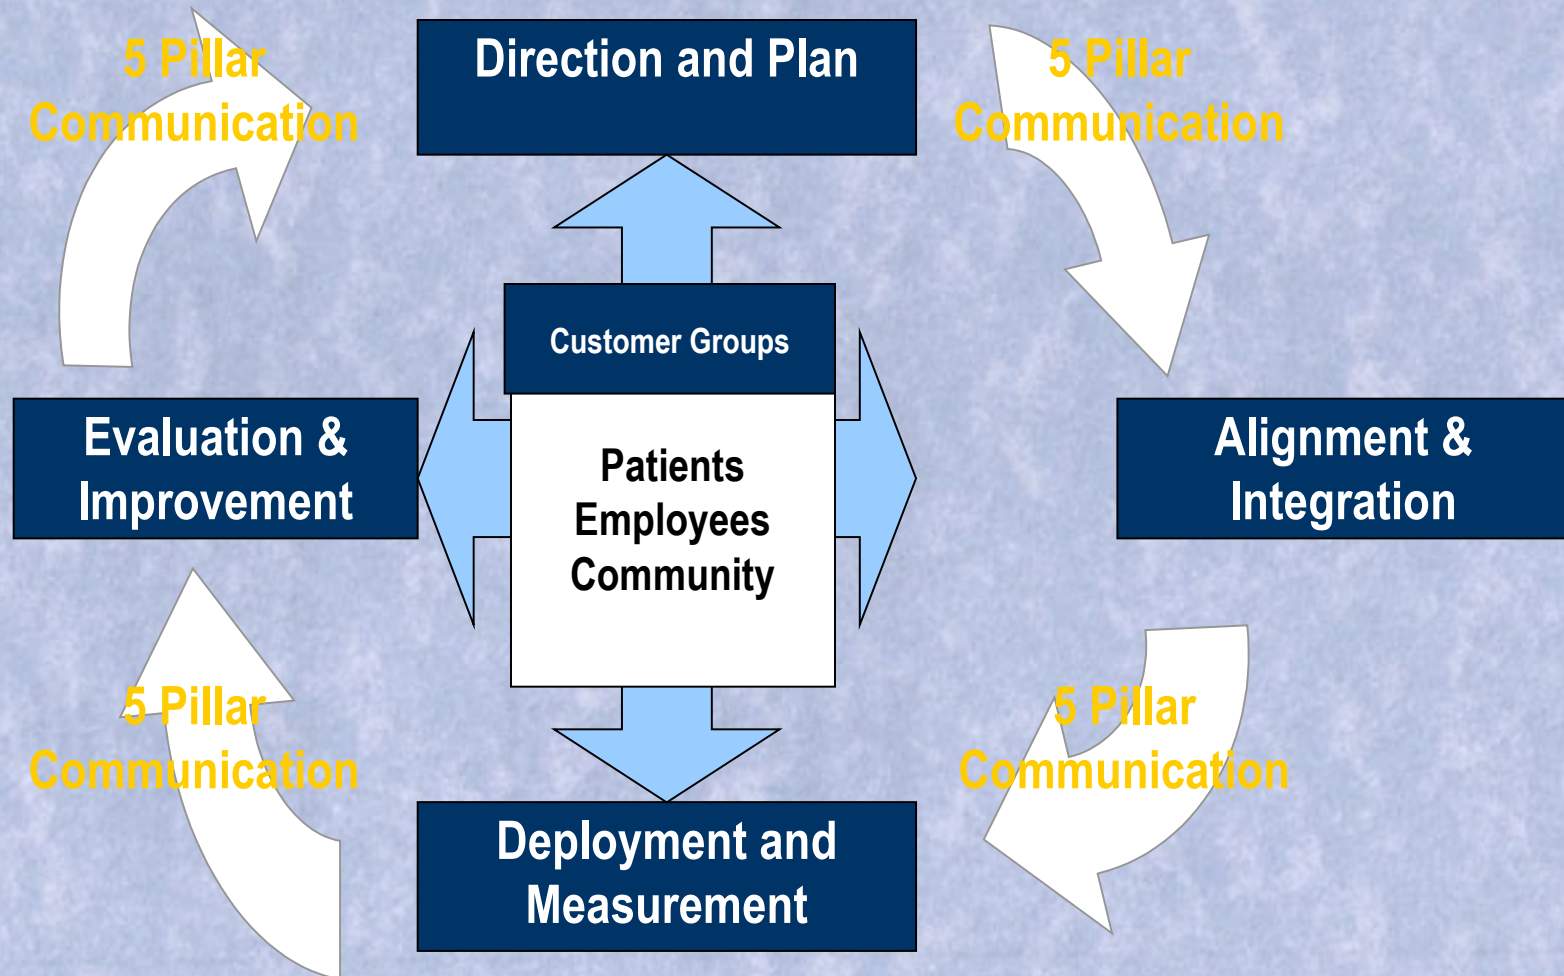 5 Pillar
Communication
Direction and Plan
5 Pillar
Communication
Customer Groups
Evaluation &
Improvement
Patients
Employees
Community
Alignment &
Integration
5 Pillar
Communication
5 Pillar
Communication
Deployment and
Measurement